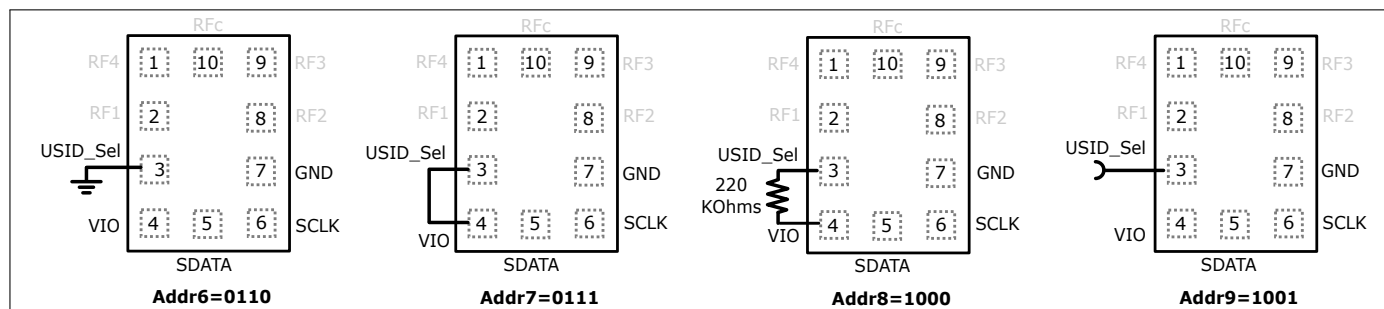 RFc
RF4 1 10 9 RF3
RF1 2 8 RF2
USID_Sel 3 7 GND
VIO 4 5 6 SCLK
SDATA
Addr6=0110
RFc
RF4 1 10 9 RF3
RF1 2 8 RF2
USID_Sel 3 7 GND
VIO 4 5 6 SCLK
SDATA
Addr7=0111
RFc
RF4 1 10 9 RF3
RF1 2 8 RF2
USID_Sel 3 7 GND
220
KOhms
VIO 4 5 6 SCLK
SDATA
Addr8=1000
RFc
RF4 1 10 9 RF3
RF1 2 8 RF2
USID_Sel 3 7 GND
VIO 4 5 6 SCLK
SDATA
Addr9=1001